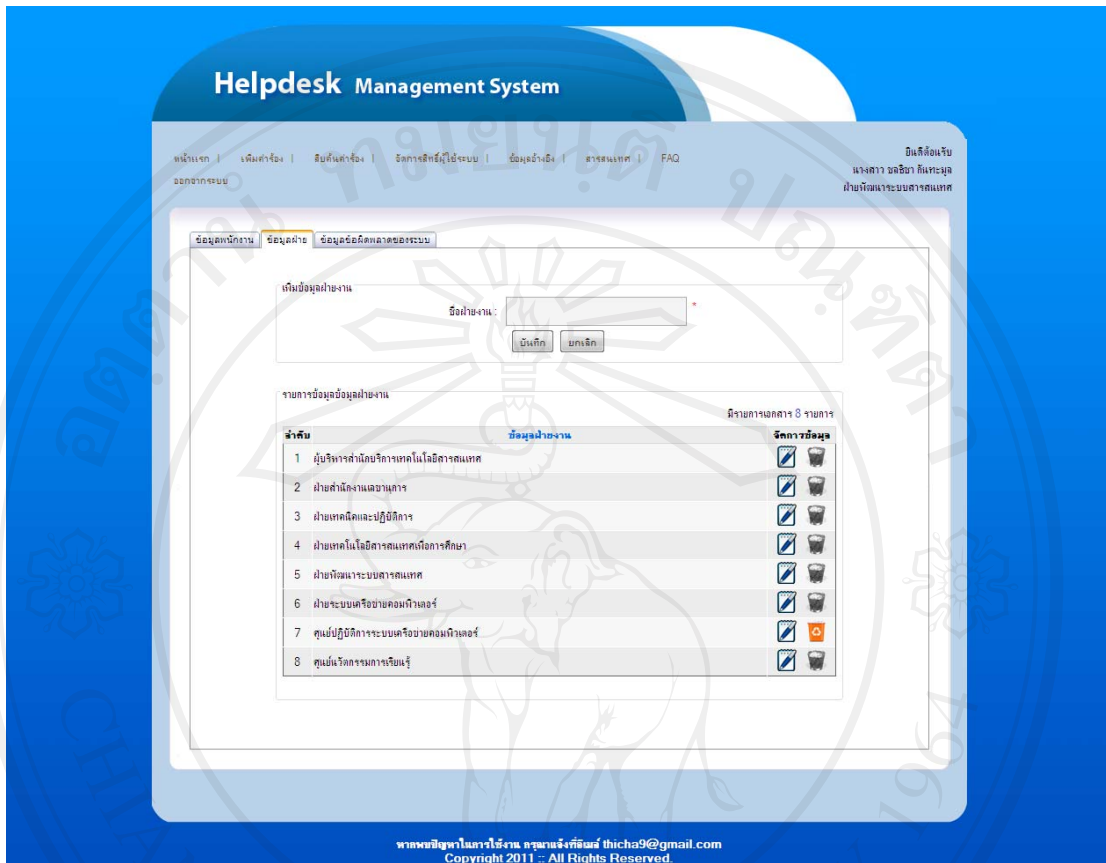 Helpdesk Management System
หน้าแรก | เพิ่มคำร้อง | สืบค้นคำร้อง | จัดการสิทธิ์ผู้ใช้ระบบ | ข้อมูลอ้างอิง | สารสนเทศ | FAQ
ออกจากระบบ
ยินดีต้อนรับ
นางสาว ชลธิชา กันทะมูล
ฝ่ายพัฒนาระบบสารสนเทศ
ข้อมูลพนักงาน ข้อมูลฝ่าย ข้อมูลข้อผิดพลาดของระบบ
เพิ่มข้อมูลฝ่ายงาน
ชื่อฝ่ายงาน : *
บันทึก ยกเลิก
รายการข้อมูลข้อมูลฝ่ายงาน
มีรายการเอกสาร 8 รายการ
ลำดับ ข้อมูลฝ่ายงาน จัดการข้อมูล
1 ผู้บริหารสำนักบริการเทคโนโลยีสารสนเทศ
2 ฝ่ายสำนักงานเลขานุการ
3 ฝ่ายเทคนิคและปฏิบัติการ
4 ฝ่ายเทคโนโลยีสารสนเทศเพื่อการศึกษา
5 ฝ่ายพัฒนาระบบสารสนเทศ
6 ฝ่ายระบบเครือข่ายคอมพิวเตอร์
7 ศูนย์ปฏิบัติการระบบเครือข่ายคอมพิวเตอร์
8 ศูนย์นวัตกรรมการเรียนรู้
หากพบปัญหาในการใช้งาน กรุณาแจ้งที่อีเมล์ thicha9@gmail.com
Copyright 2011 :: All Rights Reserved.